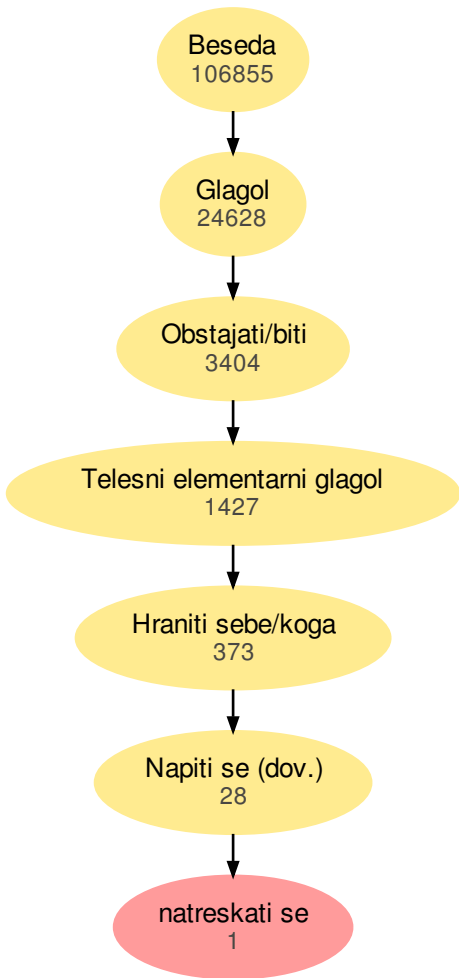 Beseda
106855
Glagol
24628
Obstajati/biti
3404
Telesni elementarni glagol
1427
Hraniti sebe/koga
373
Napiti se (dov.)
28
natreskati se
1